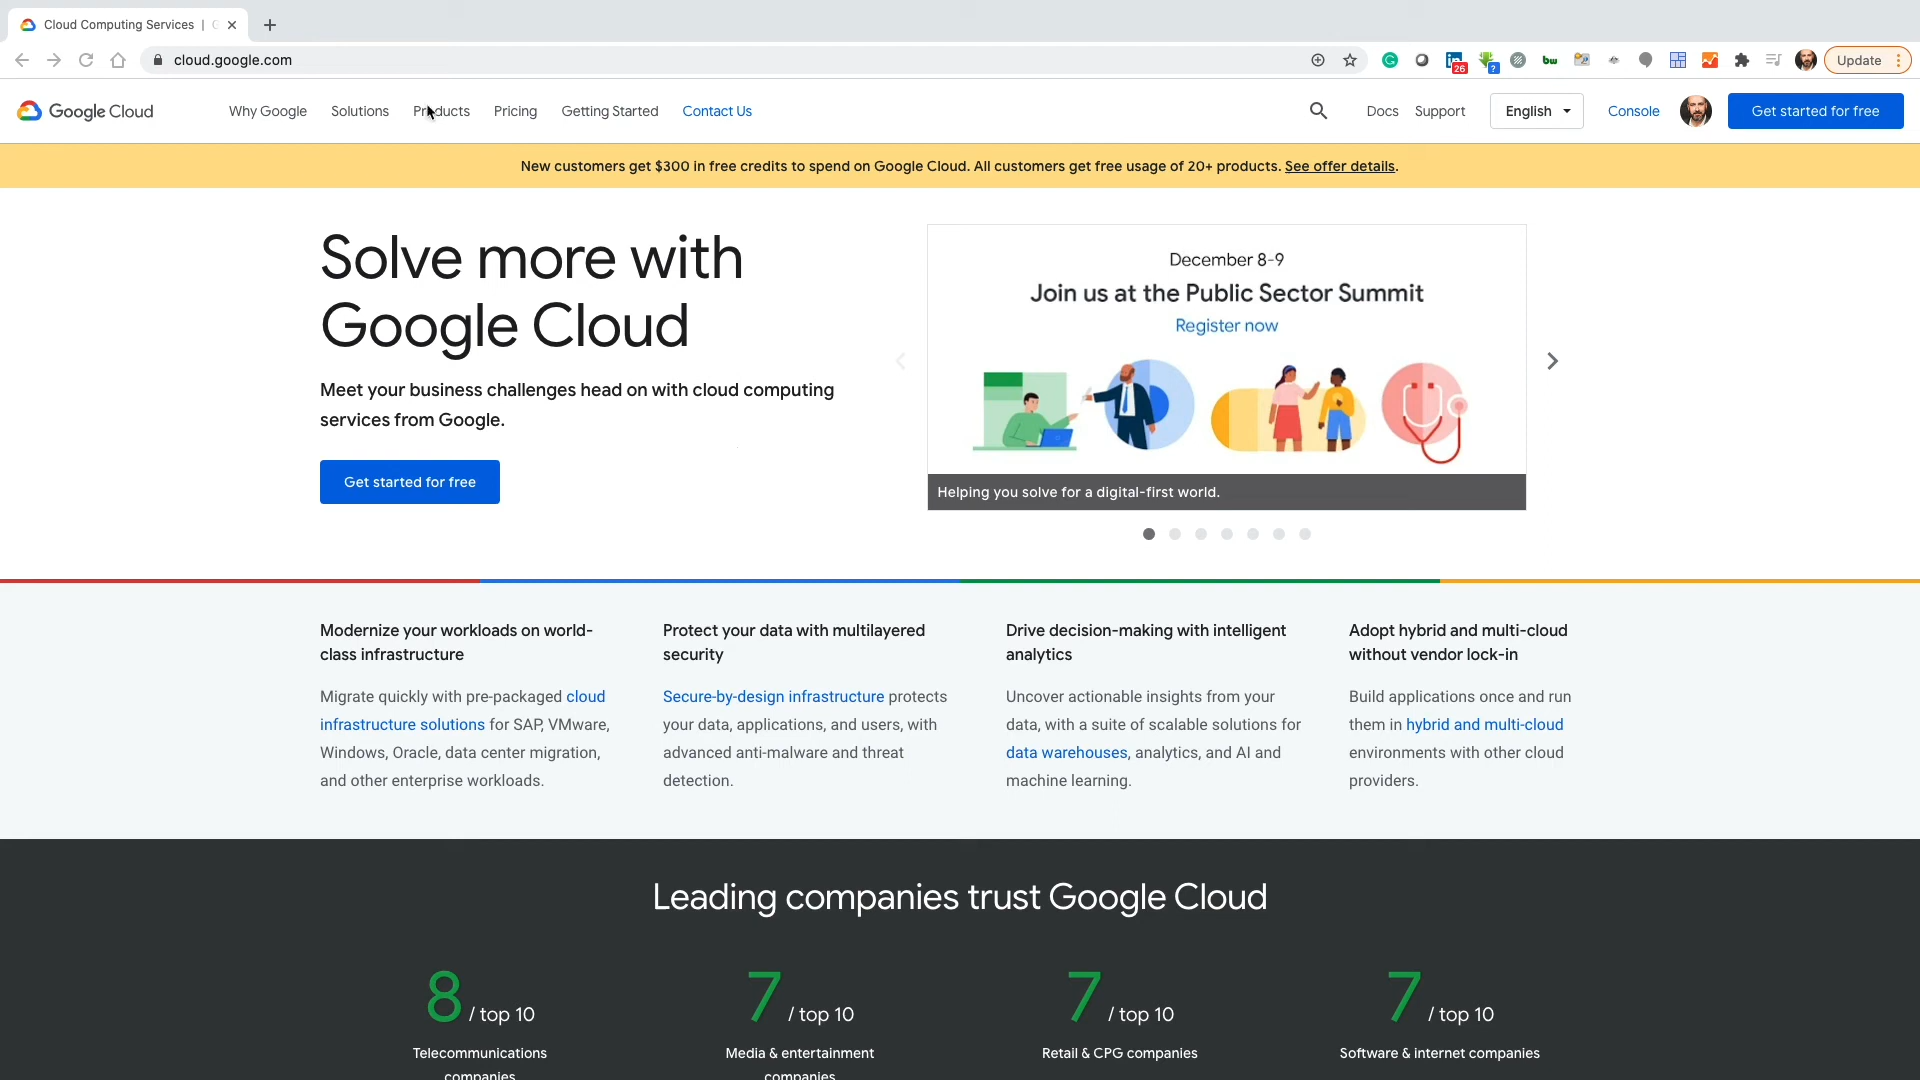 Cloud Computing Services | G
cloud.google.com
26
?
bw
Update
Google Cloud
Why Google
Solutions
Products
Pricing
Getting Started
Contact Us
Docs
Support
English
Console
Get started for free
New customers get $300 in free credits to spend on Google Cloud. All customers get free usage of 20+ products. See offer details.
Solve more with
Google Cloud
Meet your business challenges head on with cloud computing
services from Google.
Get started for free
December 8-9
Join us at the Public Sector Summit
Register now
Helping you solve for a digital-first world.
Modernize your workloads on world-
class infrastructure
Migrate quickly with pre-packaged cloud
infrastructure solutions for SAP, VMware,
Windows, Oracle, data center migration,
and other enterprise workloads.
Protect your data with multilayered
security
Secure-by-design infrastructure protects
your data, applications, and users, with
advanced anti-malware and threat
detection.
Drive decision-making with intelligent
analytics
Uncover actionable insights from your
data, with a suite of scalable solutions for
data warehouses, analytics, and AI and
machine learning.
Adopt hybrid and multi-cloud
without vendor lock-in
Build applications once and run
them in hybrid and multi-cloud
environments with other cloud
providers.
Leading companies trust Google Cloud
8 / top 10
Telecommunications
companies
7 / top 10
Media & entertainment
companies
7 / top 10
Retail & CPG companies
7 / top 10
Software & internet companies